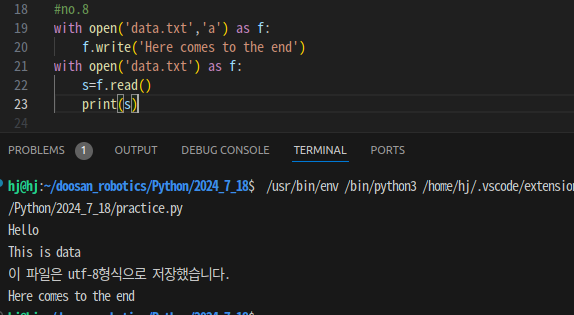 18 #no.8
19 with open('data.txt','a') as f:
20 f.write('Here comes to the end')
21 with open('data.txt') as f:
22 s=f.read()
23 print(s)
24
PROBLEMS 1 OUTPUT DEBUG CONSOLE TERMINAL PORTS
hj@hj:~/doosan_robotics/Python/2024_7_18$ /usr/bin/env /bin/python3 /home/hj/.vscode/extension
/Python/2024_7_18/practice.py
Hello
This is data
이 파일은 utf-8형식으로 저장했습니다.
Here comes to the end